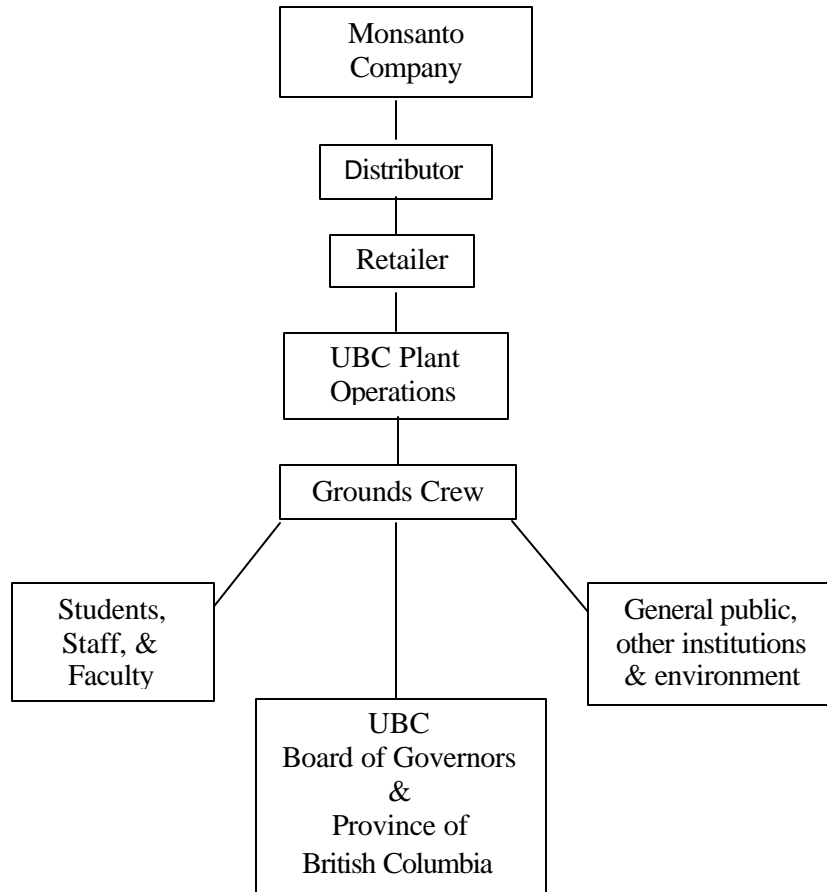 Monsanto
Company
Distributor
Retailer
UBC Plant
Operations
Grounds Crew
Students,
Staff, &
Faculty
General public,
other institutions
& environment
UBC
Board of Governors
&
Province of
British Columbia